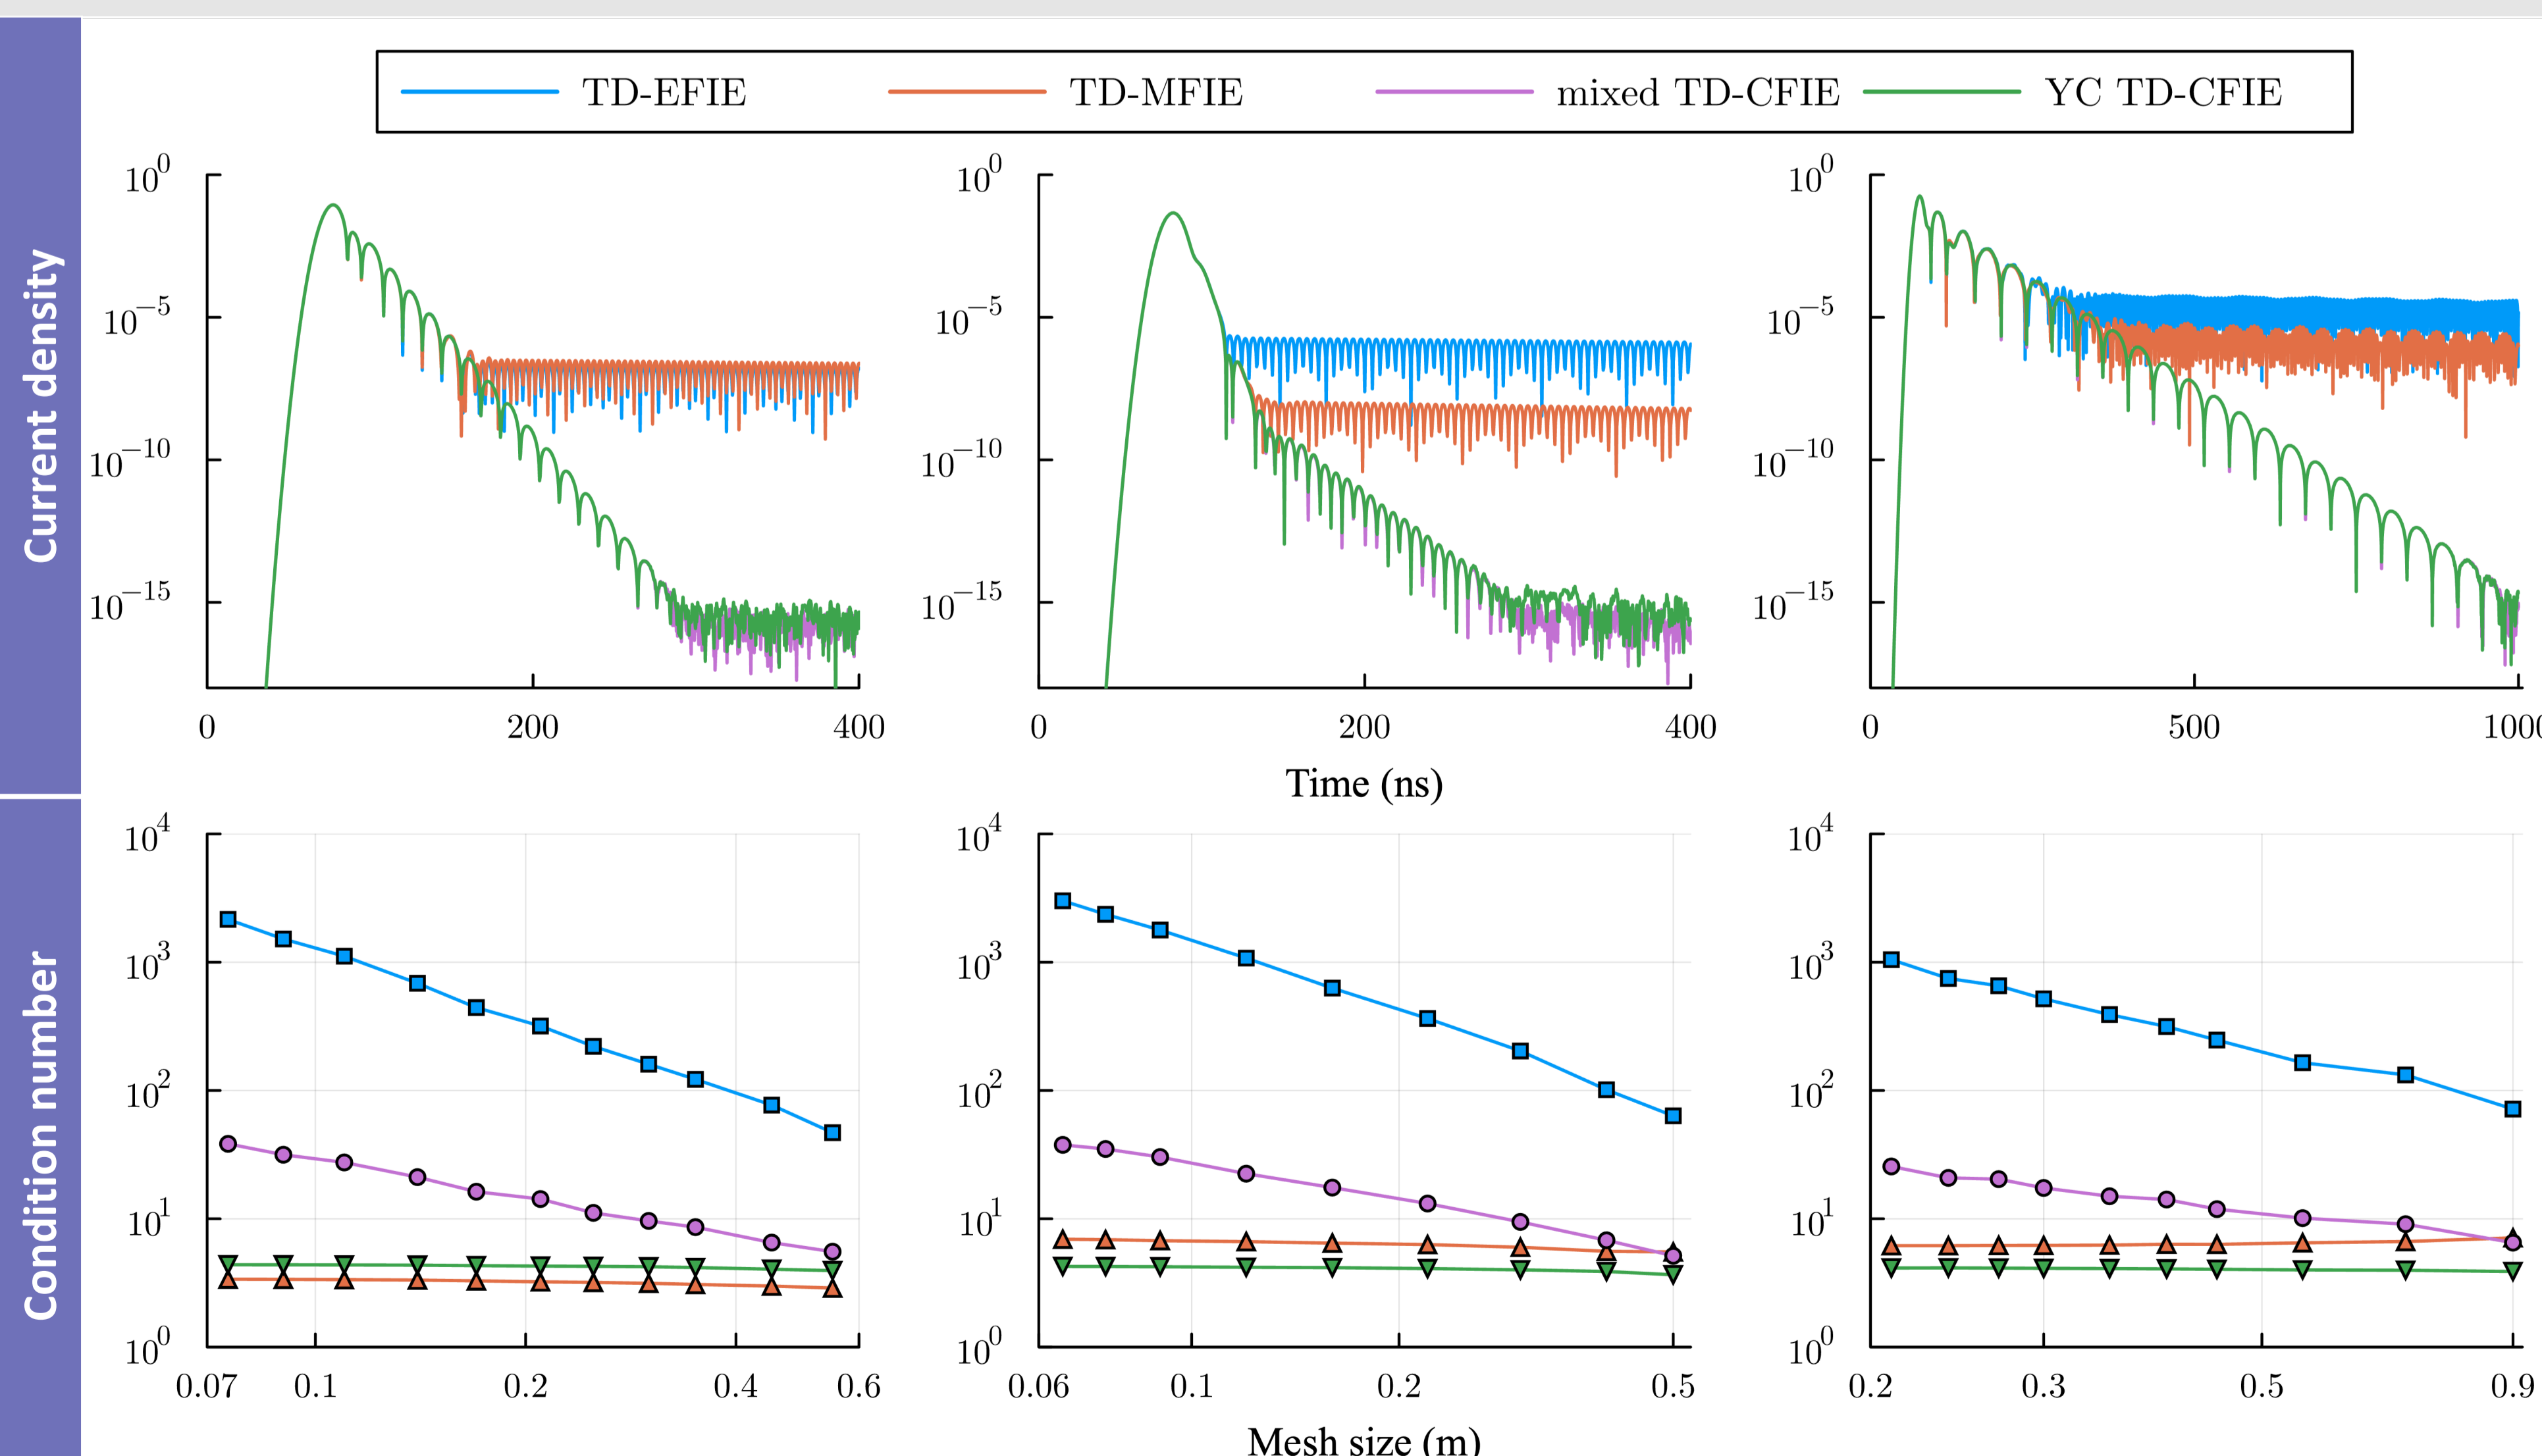 TD-EFIE TD-MFIE mixed TD-CFIE YC TD-CFIE
Current density
10^0 10^0 10^0
10^−5 10^−5 10^−5
10^−10 10^−10 10^−10
10^−15 10^−15 10^−15
0 200 400 0 200 400 0 500 1000
Time (ns)
Condition number
10^4 10^4 10^4
10^3 10^3 10^3
10^2 10^2 10^2
10^1 10^1 10^1
10^0 10^0 10^0
0.07 0.1 0.2 0.4 0.6 0.06 0.1 0.2 0.5 0.2 0.3 0.5 0.9
Mesh size (m)